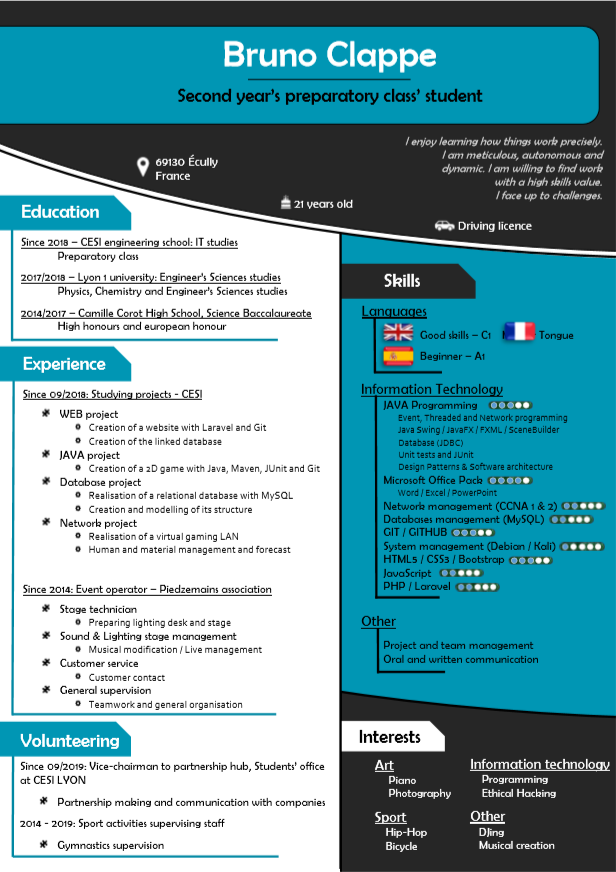 Bruno Clappe
Second year's preparatory class' student
I enjoy learning how things work precisely.
I am meticulous, autonomous and
dynamic. I am willing to find work
with a high skills value.
I face up to challenges.
69130 Écully
France
21 years old
Driving licence
Education
Since 2018 – CESI engineering school: IT studies
Preparatory class
2017/2018 – Lyon 1 university: Engineer's Sciences studies
Physics, Chemistry and Engineer's Sciences studies
2014/2017 – Camille Corot High School, Science Baccalaureate
High honours and european honour
Experience
Since 09/2018: Studying projects - CESI
WEB project
Creation of a website with Laravel and Git
Creation of the linked database
JAVA project
Creation of a 2D game with Java, Maven, JUnit and Git
Database project
Realisation of a relational database with MySQL
Creation and modelling of its structure
Network project
Realisation of a virtual gaming LAN
Human and material management and forecast
Since 2014: Event operator – Piedzemains association
Stage technician
Preparing lighting desk and stage
Sound & Lighting stage management
Musical modification / Live management
Customer service
Customer contact
General supervision
Teamwork and general organisation
Volunteering
Since 09/2019: Vice-chairman to partnership hub, Students' office
at CESI LYON
Partnership making and communication with companies
2014 - 2019: Sport activities supervising staff
Gymnastics supervision
Skills
Languages
Good skills – C1 Tongue
Beginner – A1
Information Technology
JAVA Programming
Event, Threaded and Network programming
Java Swing / JavaFX / FXML / SceneBuilder
Database (JDBC)
Unit tests and JUnit
Design Patterns & Software architecture
Microsoft Office Pack
Word / Excel / PowerPoint
Network management (CCNA 1 & 2)
Databases management (MySQL)
GIT / GITHUB
System management (Debian / Kali)
HTML5 / CSS3 / Bootstrap
JavaScript
PHP / Laravel
Other
Project and team management
Oral and written communication
Interests
Art
Piano
Photography
Information technology
Programming
Ethical Hacking
Sport
Hip-Hop
Bicycle
Other
DJing
Musical creation